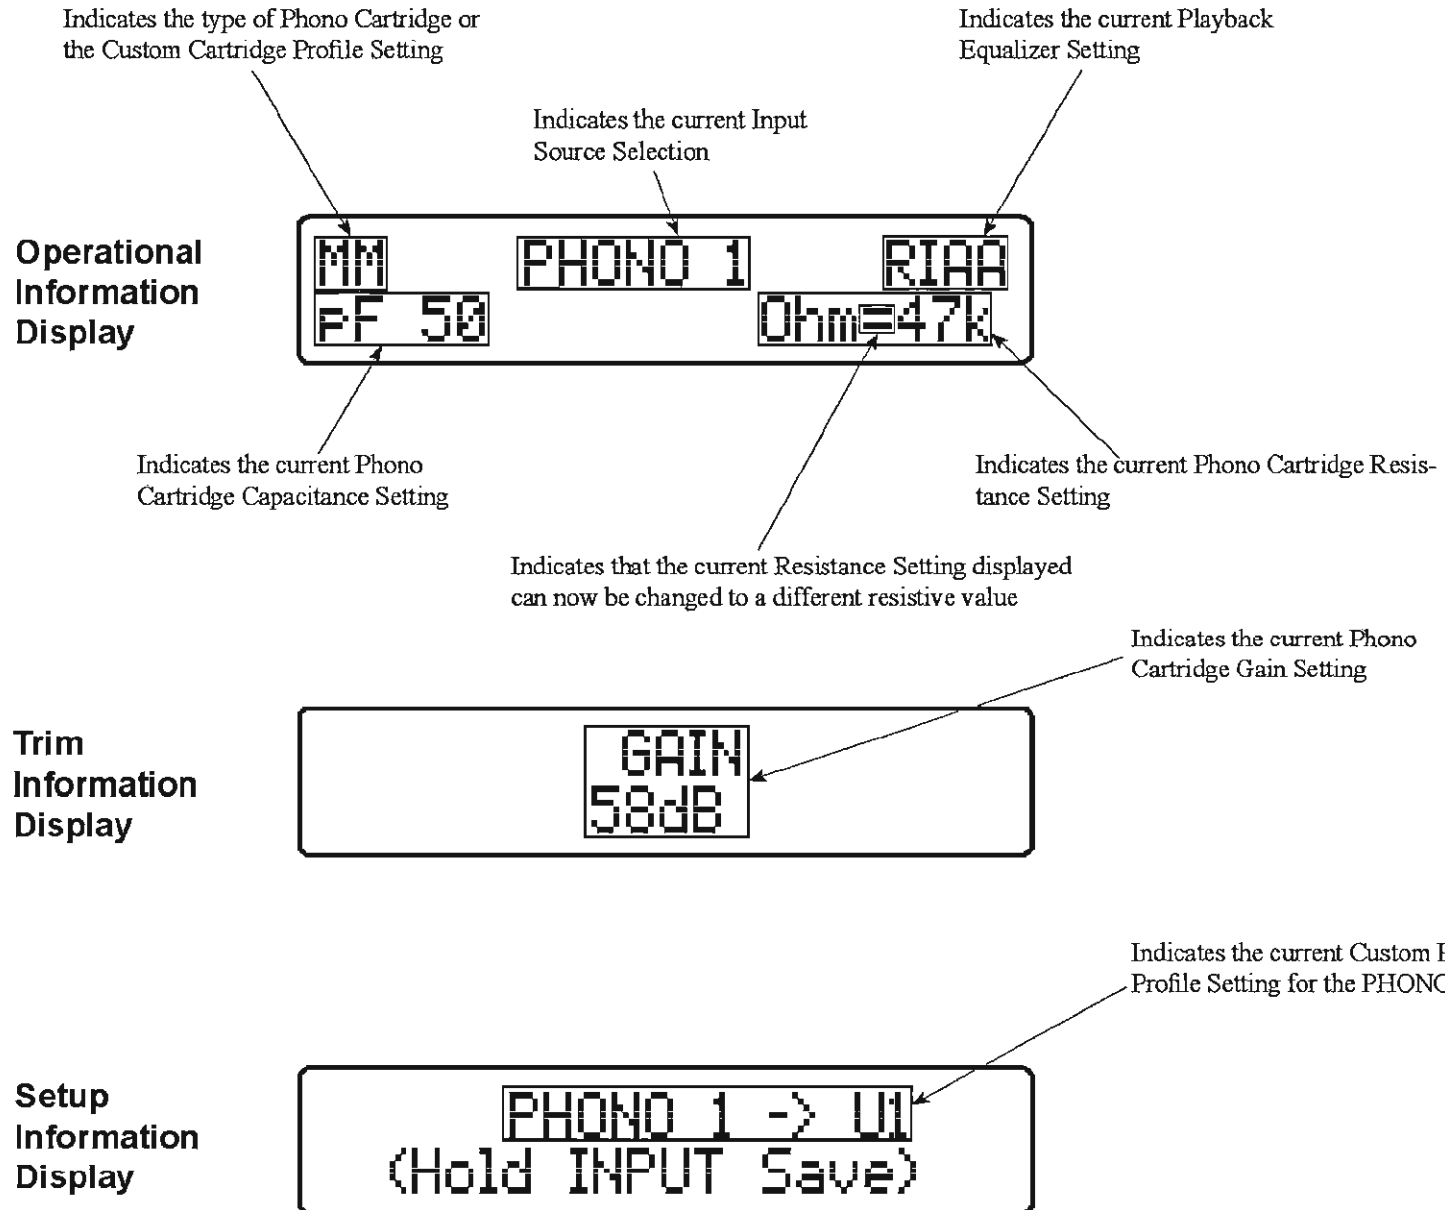 Indicates the type of Phono Cartridge or
the Custom Cartridge Profile Setting
Indicates the current Playback
Equalizer Setting
Indicates the current Input
Source Selection
Operational
Information
Display
MM
PHONO 1
RIAA
pF 50
Ohm=47k
Indicates the current Phono
Cartridge Capacitance Setting
Indicates the current Phono Cartridge Resis-
tance Setting
Indicates that the current Resistance Setting displayed
can now be changed to a different resistive value
Indicates the current Phono
Cartridge Gain Setting
Trim
Information
Display
GAIN
58dB
Indicates the current Custom
Profile Setting for the PHONO
Setup
Information
Display
PHONO 1 -> U1
(Hold INPUT Save)